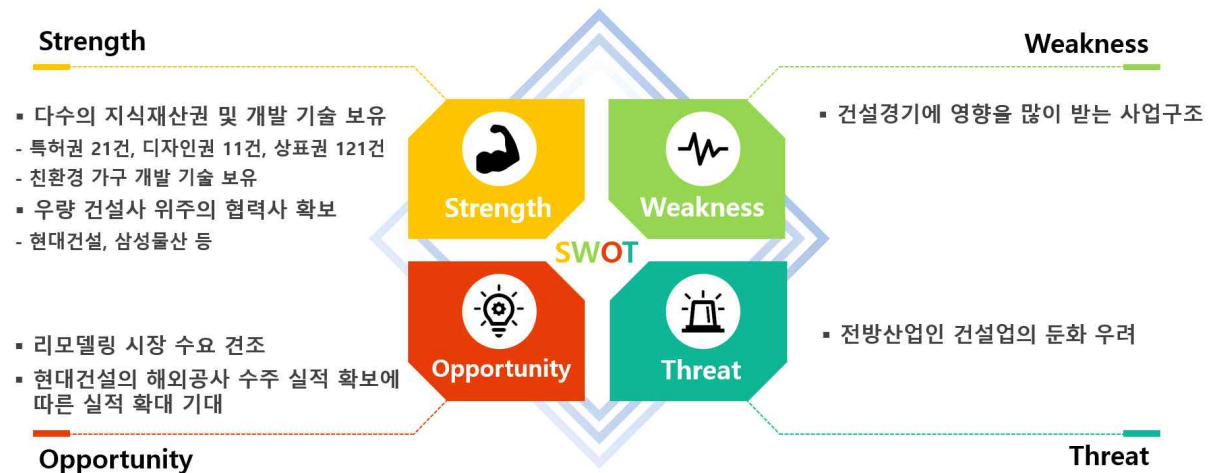 Strength
▪ 다수의 지식재산권 및 개발 기술 보유
- 특허권 21건, 디자인권 11건, 상표권 121건
- 친환경 가구 개발 기술 보유
▪ 우량 건설사 위주의 협력사 확보
- 현대건설, 삼성물산 등
Weakness
▪ 건설경기에 영향을 많이 받는 사업구조
Strength
Weakness
SWOT
Opportunity
Threat
▪ 리모델링 시장 수요 견조
▪ 현대건설의 해외공사 수주 실적 확보에
따른 실적 확대 기대
Opportunity
▪ 전방산업인 건설업의 둔화 우려
Threat